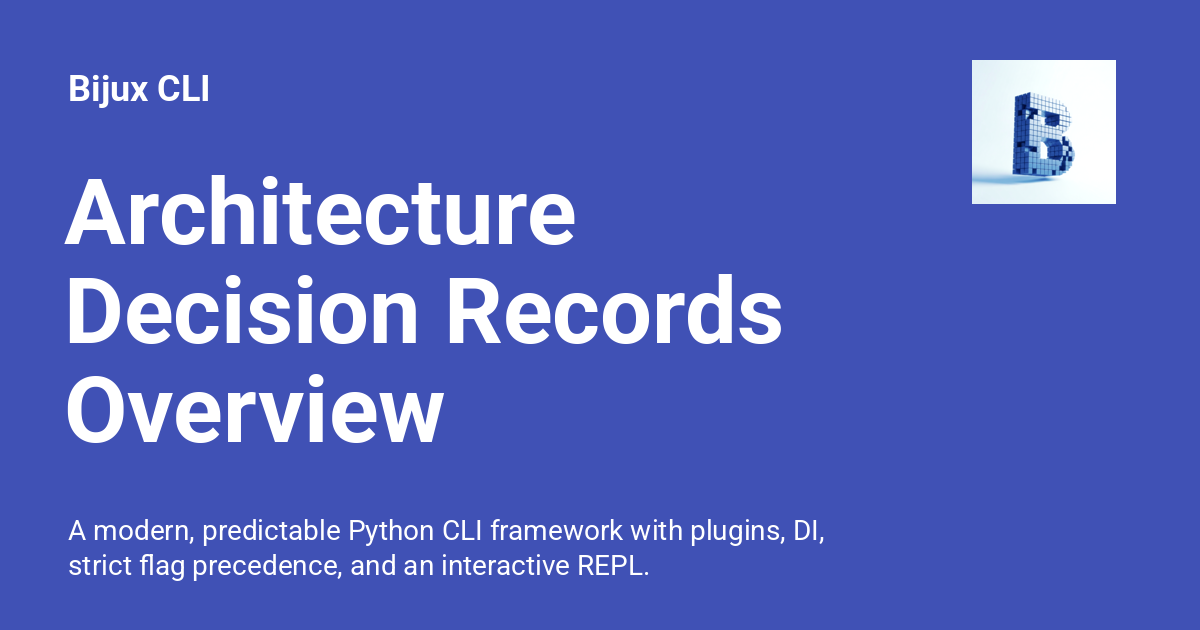 Bijux CLI
Architecture
Decision Records
Overview
A modern, predictable Python CLI framework with plugins, DI,
strict flag precedence, and an interactive REPL.
B